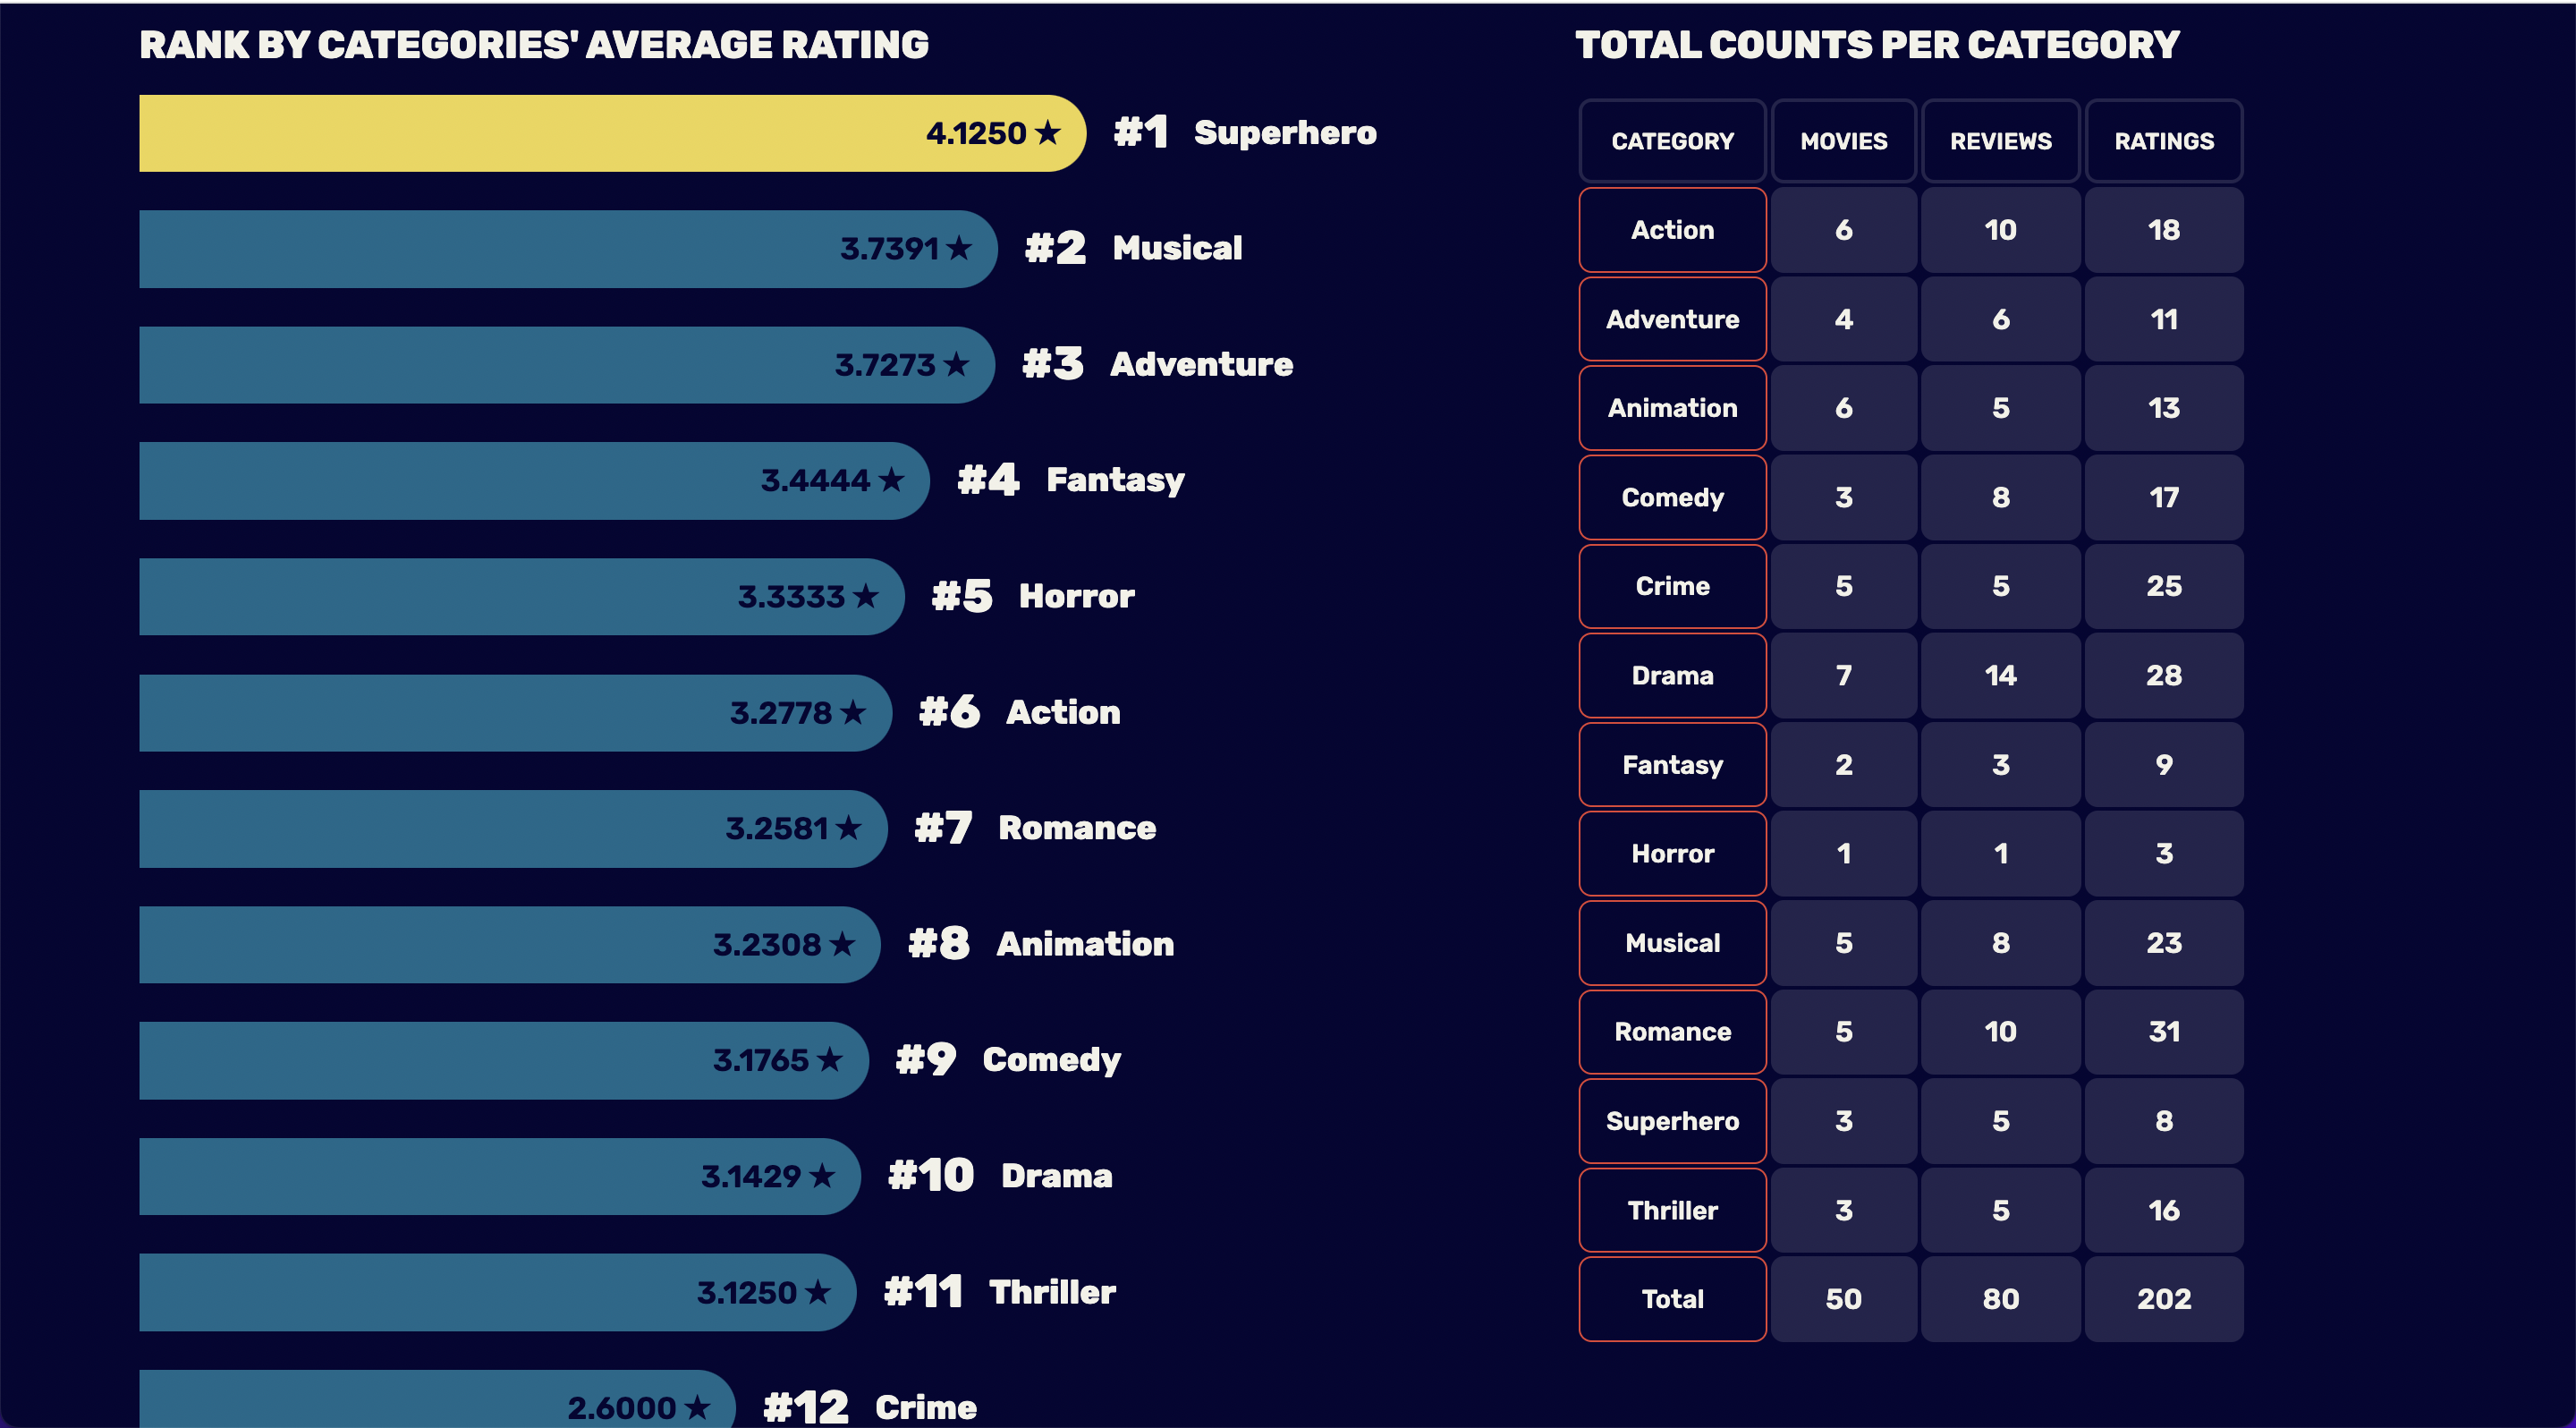 RANK BY CATEGORIES' AVERAGE RATING
4.1250 ★ #1 Superhero
3.7391 ★ #2 Musical
3.7273 ★ #3 Adventure
3.4444 ★ #4 Fantasy
3.3333 ★ #5 Horror
3.2778 ★ #6 Action
3.2581 ★ #7 Romance
3.2308 ★ #8 Animation
3.1765 ★ #9 Comedy
3.1429 ★ #10 Drama
3.1250 ★ #11 Thriller
2.6000 ★ #12 Crime
TOTAL COUNTS PER CATEGORY
CATEGORY MOVIES REVIEWS RATINGS
Action 6 10 18
Adventure 4 6 11
Animation 6 5 13
Comedy 3 8 17
Crime 5 5 25
Drama 7 14 28
Fantasy 2 3 9
Horror 1 1 3
Musical 5 8 23
Romance 5 10 31
Superhero 3 5 8
Thriller 3 5 16
Total 50 80 202